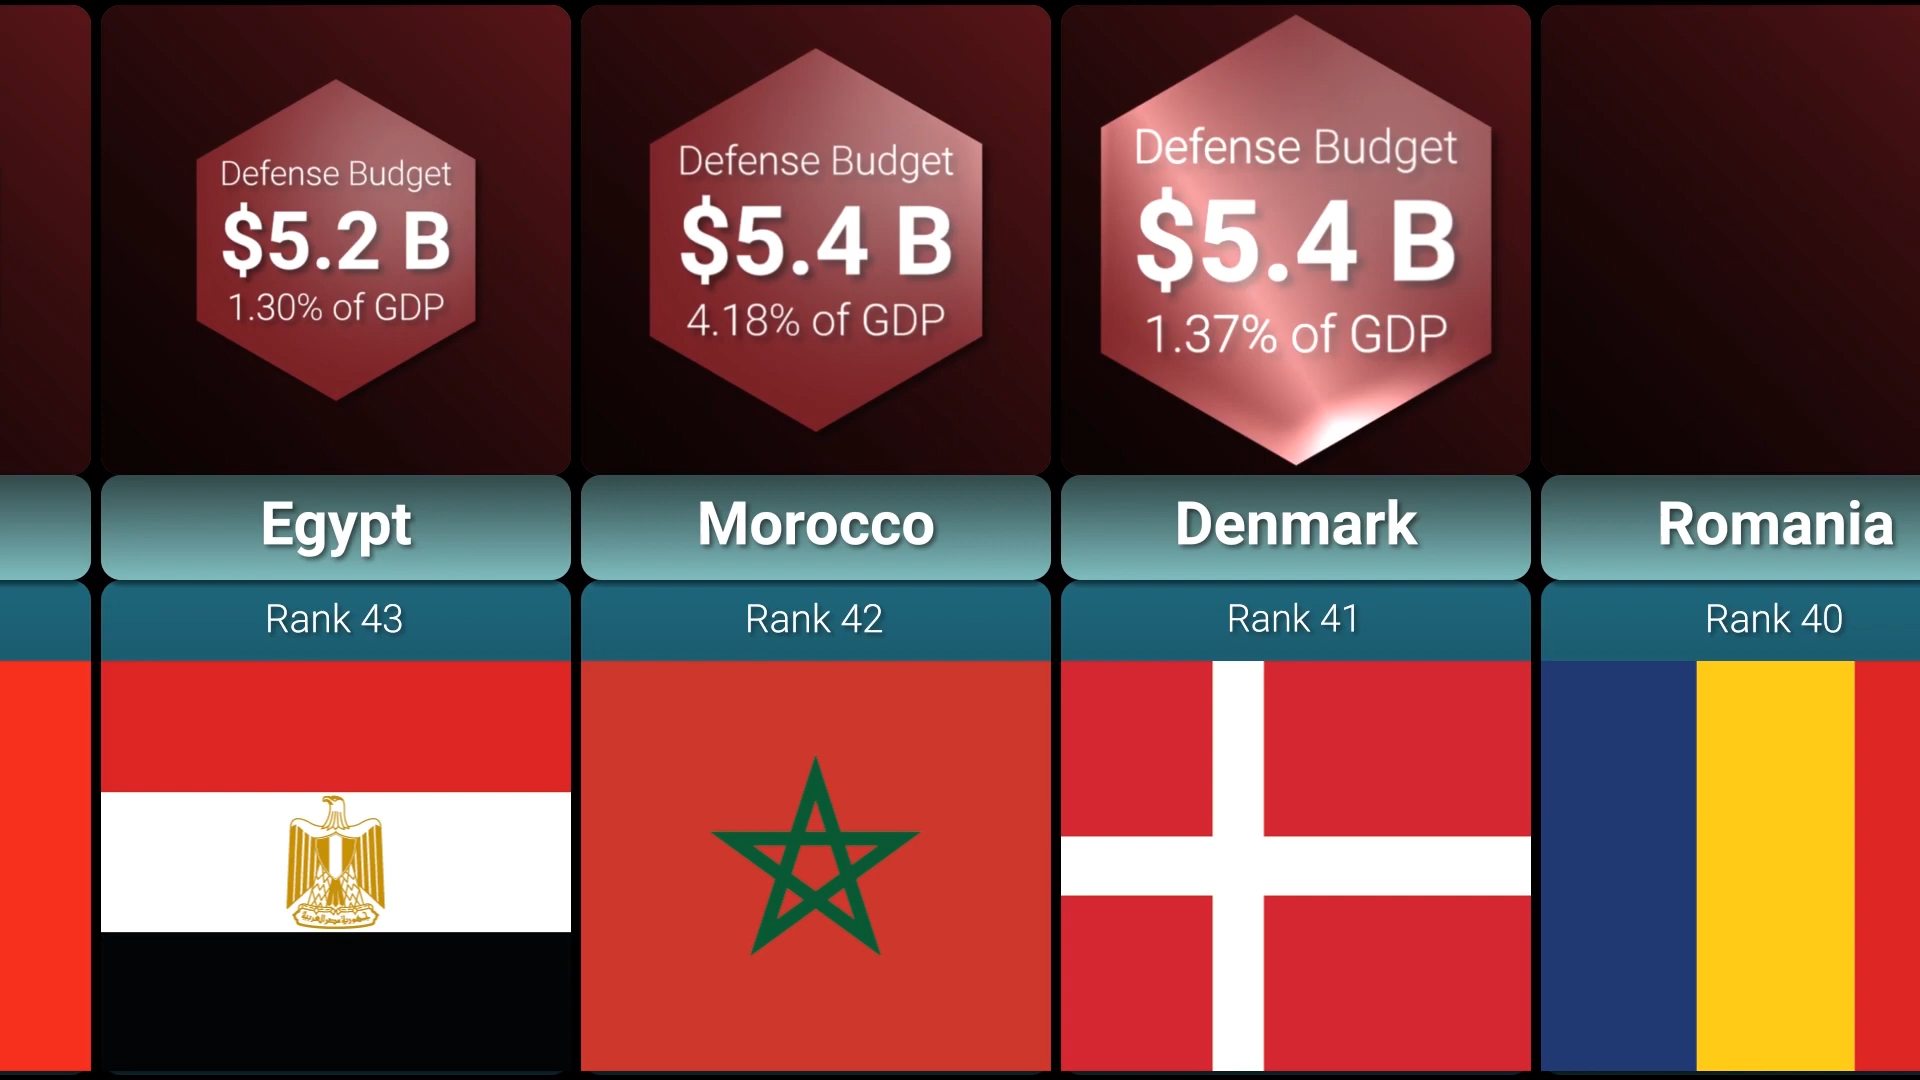 Defense Budget
$5.2 B
1.30% of GDP
Egypt
Rank 43
Defense Budget
$5.4 B
4.18% of GDP
Morocco
Rank 42
Defense Budget
$5.4 B
1.37% of GDP
Denmark
Rank 41
Romania
Rank 40